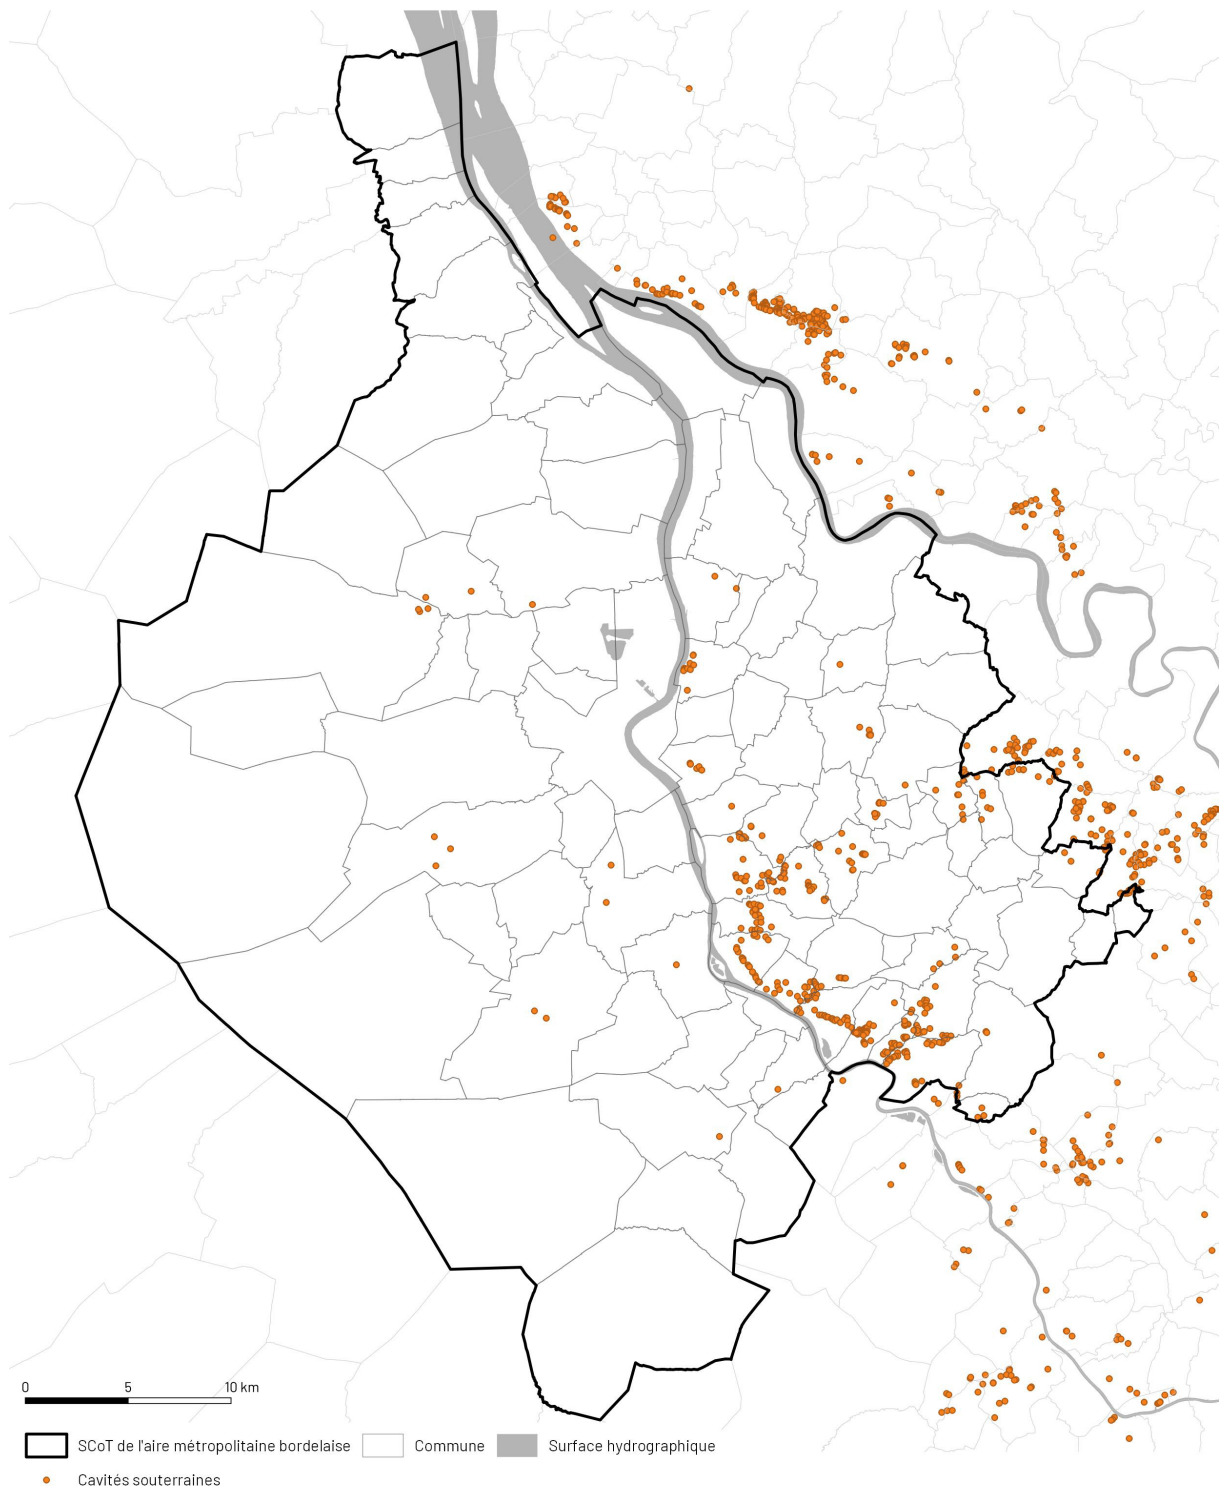 0 5 10 km
SCoT de l'aire métropolitaine bordelaise Commune Surface hydrographique
Cavités souterraines